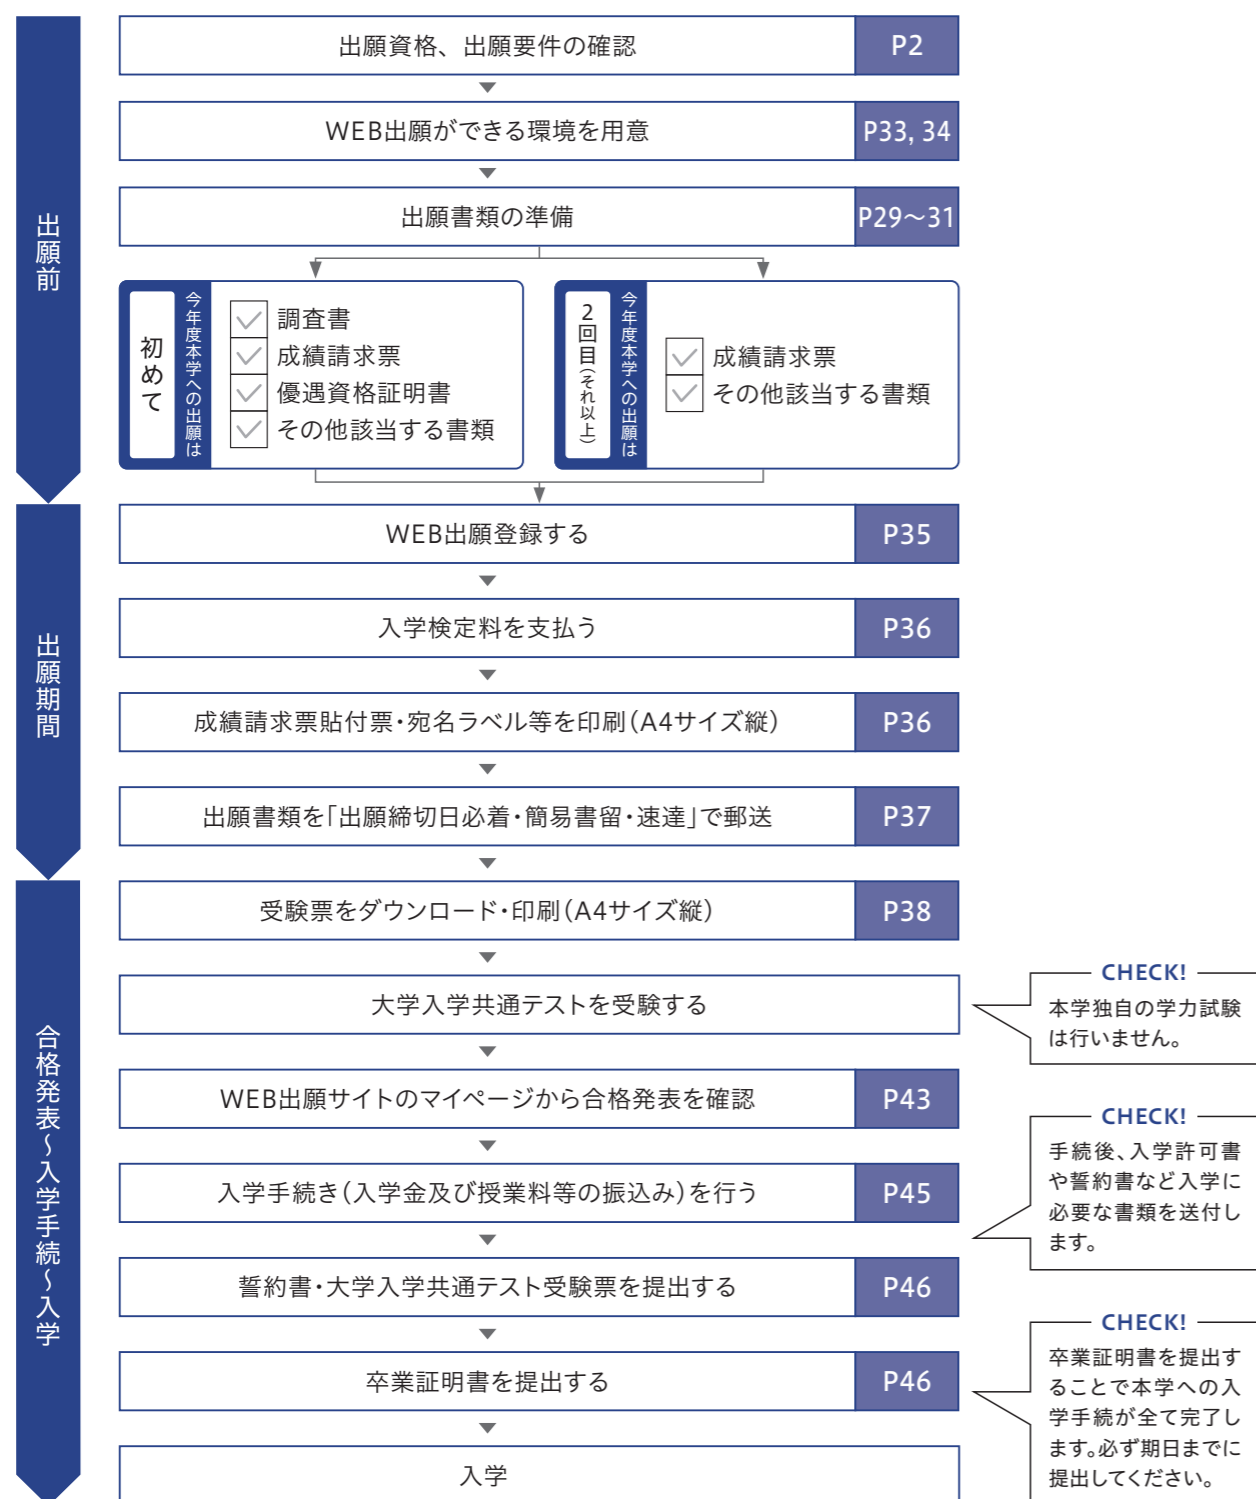 出願前
出願資格、出願要件の確認 P2
WEB出願ができる環境を用意 P33, 34
出願書類の準備 P29～31
今年度本学への出願は
初めて
調査書
成績請求票
優遇資格証明書
その他該当する書類
今年度本学への出願は
2回目(それ以上)
成績請求票
その他該当する書類
出願期間
WEB出願登録する P35
入学検定料を支払う P36
成績請求票貼付票・宛名ラベル等を印刷(A4サイズ縦) P36
出願書類を「出願締切日必着・簡易書留・速達」で郵送 P37
合格発表～入学手続～入学
受験票をダウンロード・印刷(A4サイズ縦) P38
大学入学共通テストを受験する
CHECK!
本学独自の学力試験
は行いません。
WEB出願サイトのマイページから合格発表を確認 P43
入学手続き(入学金及び授業料等の振込み)を行う P45
CHECK!
手続後、入学許可書
や誓約書など入学に
必要な書類を送付し
ます。
誓約書・大学入学共通テスト受験票を提出する P46
卒業証明書を提出する P46
CHECK!
卒業証明書を提出す
ることで本学への入
学手続が全て完了し
ます。必ず期日までに
提出してください。
入学